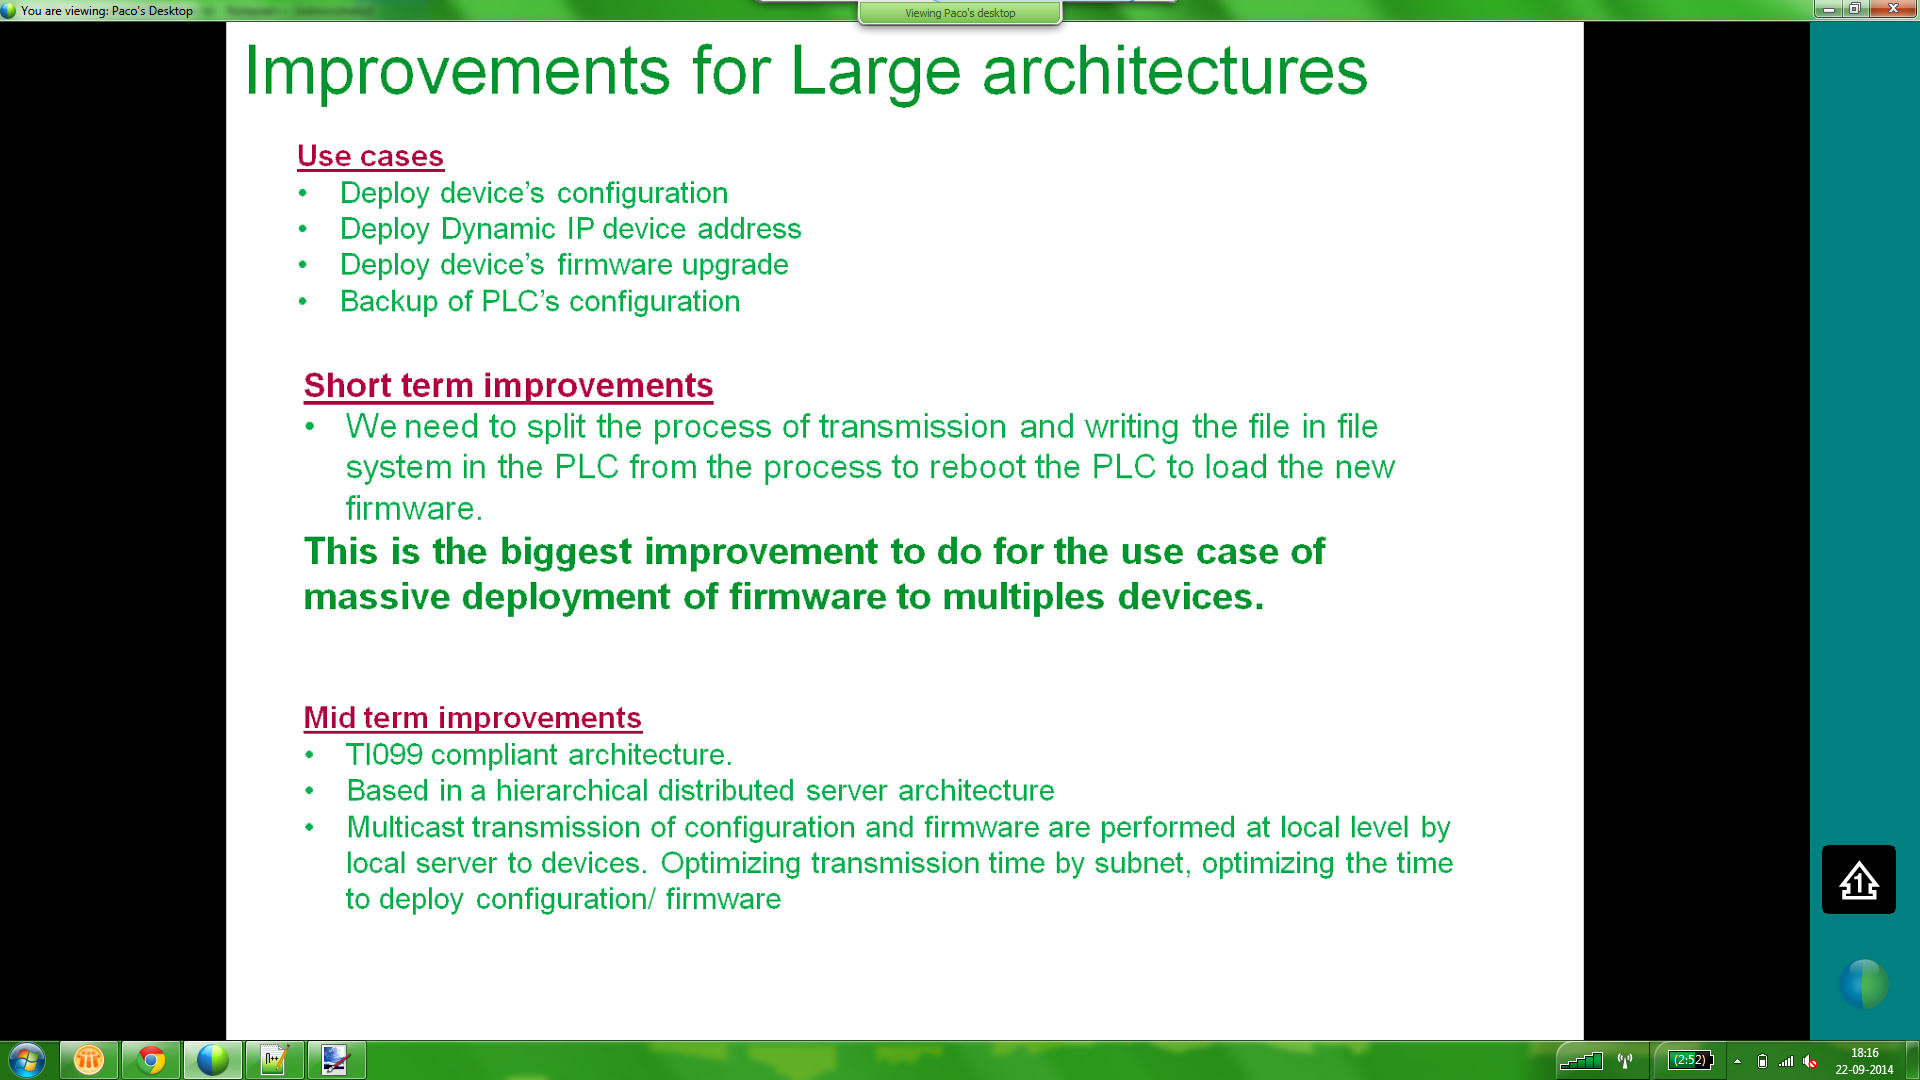 You are viewing: Paco's Desktop
Viewing Paco's desktop
Improvements for Large architectures
Use cases
• Deploy device’s configuration
• Deploy Dynamic IP device address
• Deploy device’s firmware upgrade
• Backup of PLC’s configuration
Short term improvements
• We need to split the process of transmission and writing the file in file
system in the PLC from the process to reboot the PLC to load the new
firmware.
This is the biggest improvement to do for the use case of
massive deployment of firmware to multiples devices.
Mid term improvements
• TI099 compliant architecture.
• Based in a hierarchical distributed server architecture
• Multicast transmission of configuration and firmware are performed at local level by
local server to devices. Optimizing transmission time by subnet, optimizing the time
to deploy configuration/ firmware
1
n++
(2:52)
18:16
22-09-2014